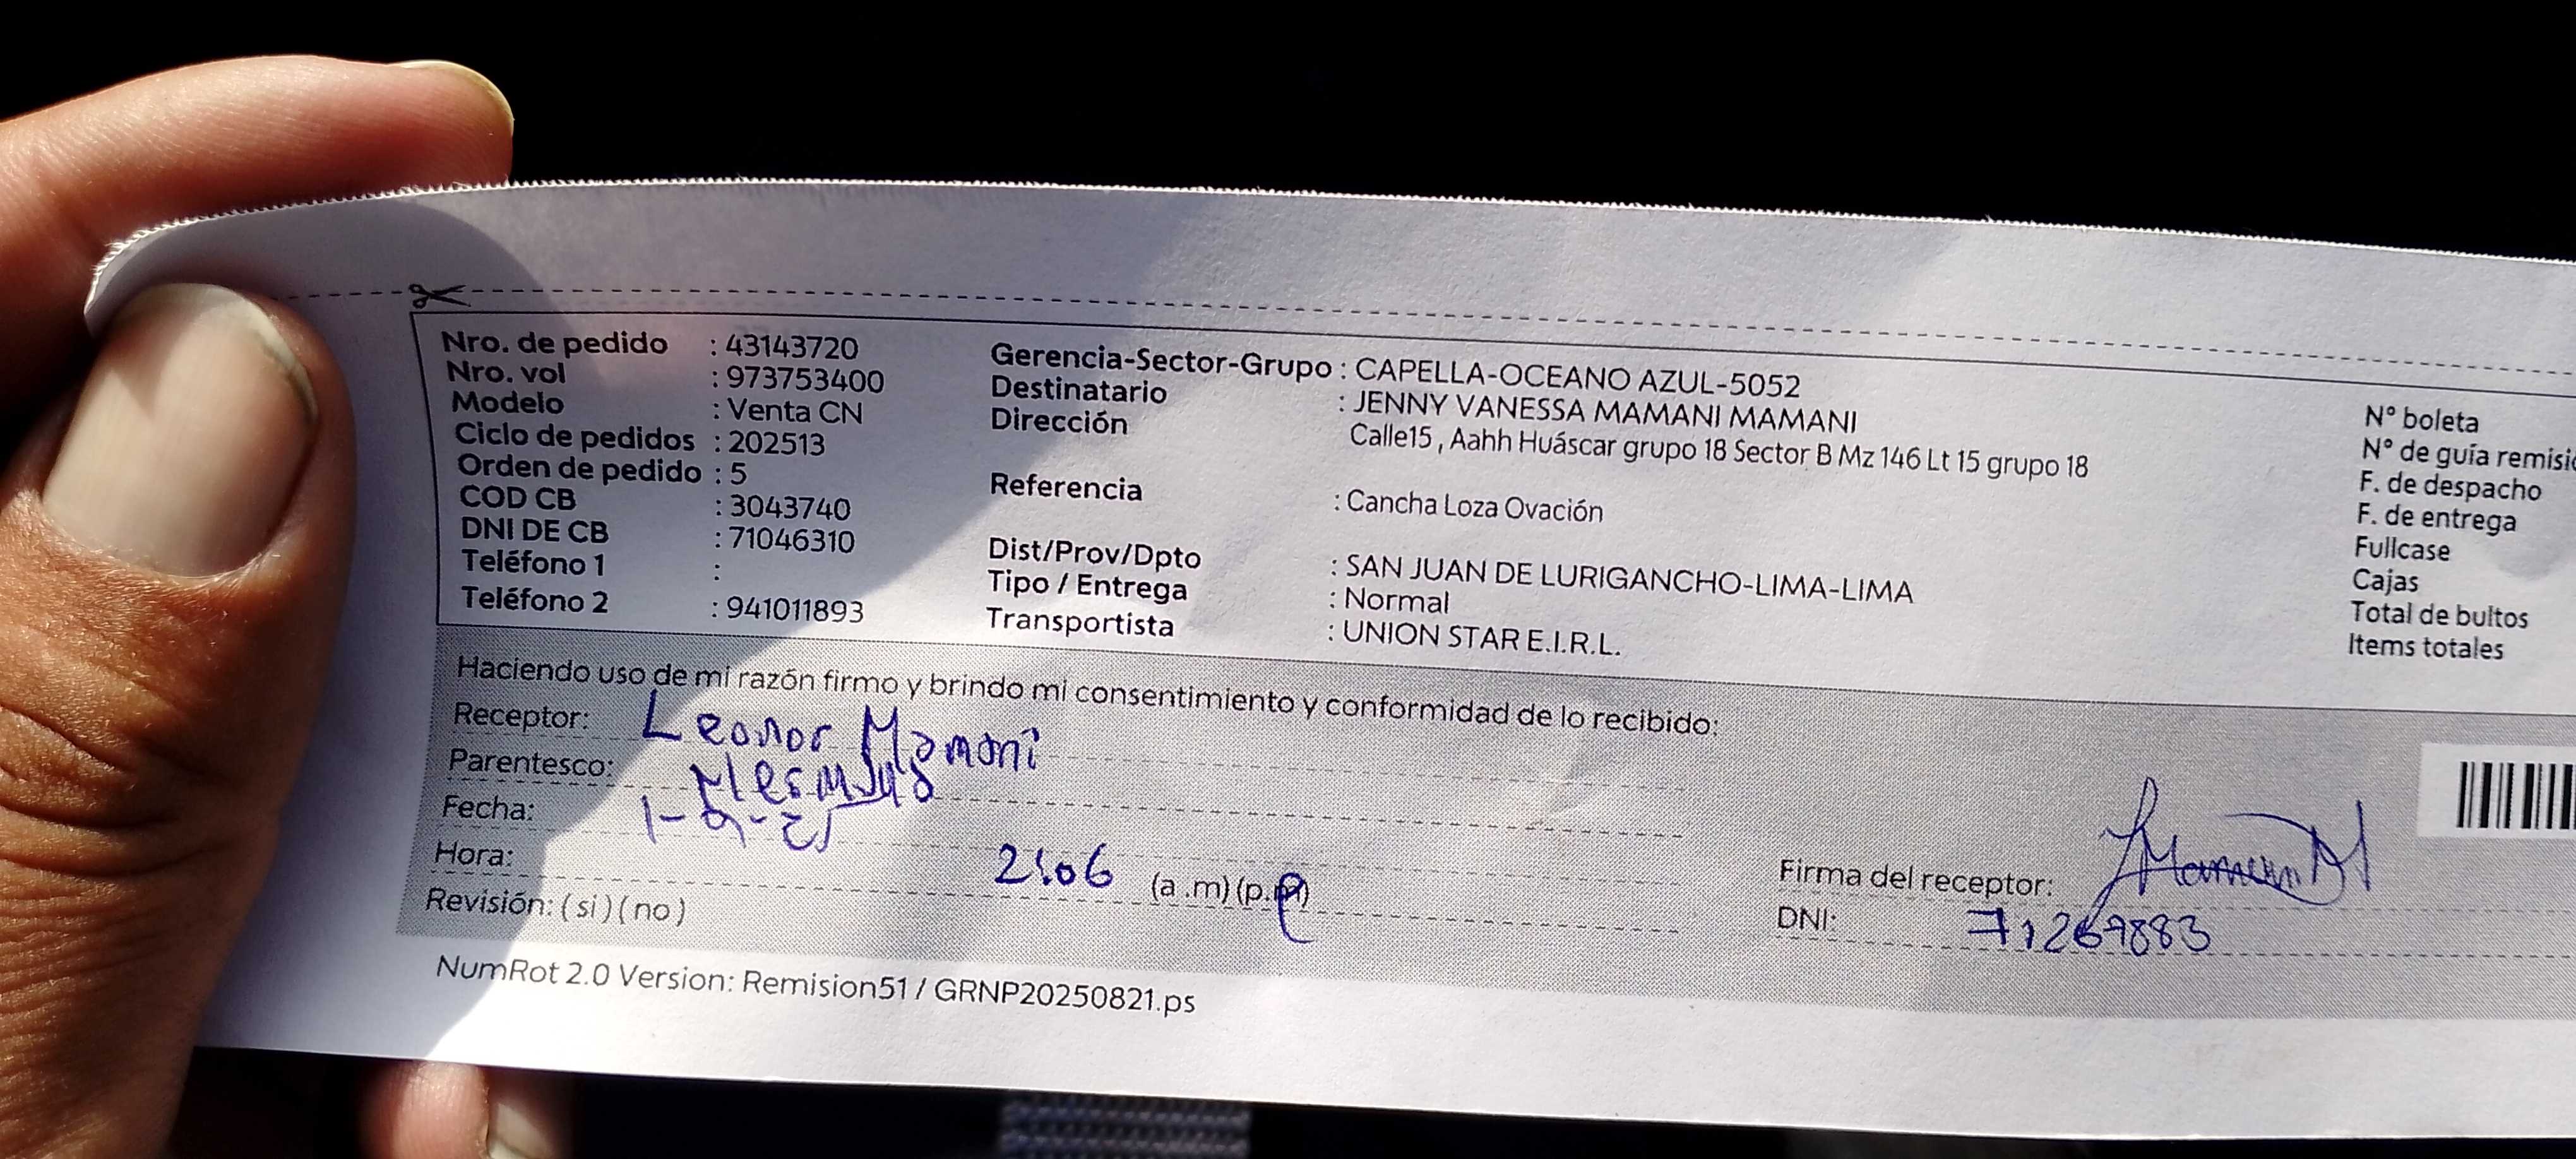 Nro. de pedido : 43143720
Nro. vol : 973753400
Modelo : Venta CN
Ciclo de pedidos : 202513
Orden de pedido : 5
COD CB : 3043740
DNI DE CB : 71046310
Teléfono 1 :
Teléfono 2 : 941011893
Gerencia-Sector-Grupo : CAPELLA-OCEANO AZUL-5052
Destinatario : JENNY VANESSA MAMANI MAMANI
Dirección Calle15 , Aahh Huáscar grupo 18 Sector B Mz 146 Lt 15 grupo 18
Referencia : Cancha Loza Ovación
Dist/Prov/Dpto : SAN JUAN DE LURIGANCHO-LIMA-LIMA
Tipo / Entrega : Normal
Transportista : UNION STAR E.I.R.L.
N° boleta
N° de guía
F. de despacho
F. de entrega
Fullcase
Cajas
Total de bultos
Items totales
Haciendo uso de mi razón firmo y brindo mi consentimiento y conformidad de lo recibido:
Receptor: Leonor Mamani
Parentesco:
Fecha: 1-9-25
Hora: 2:06 (a .m) (p.m)
Revisión: ( si ) ( no )
Firma del receptor:
DNI: 71269883
NumRot 2.0 Version: Remision51 / GRNP20250821.ps